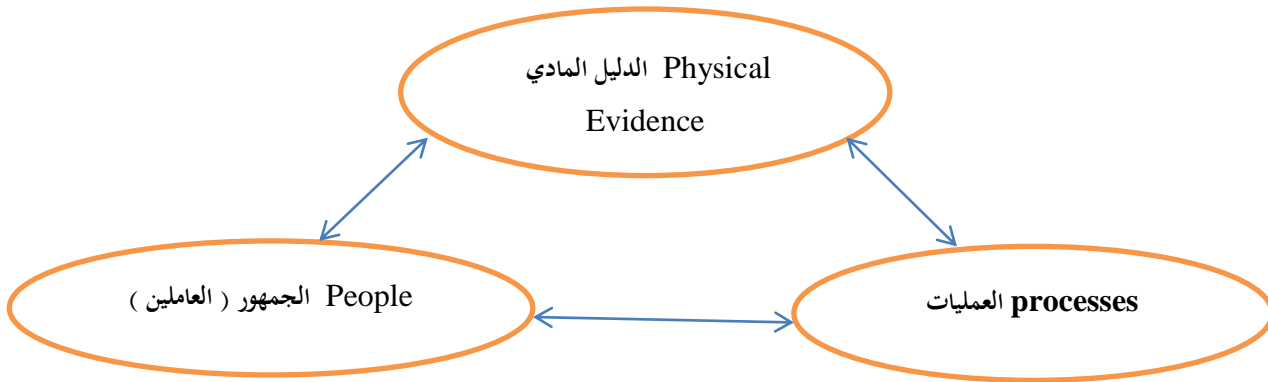 الدليل المادي Physical
Evidence
الجمهور ( العاملين ) People
العمليات processes